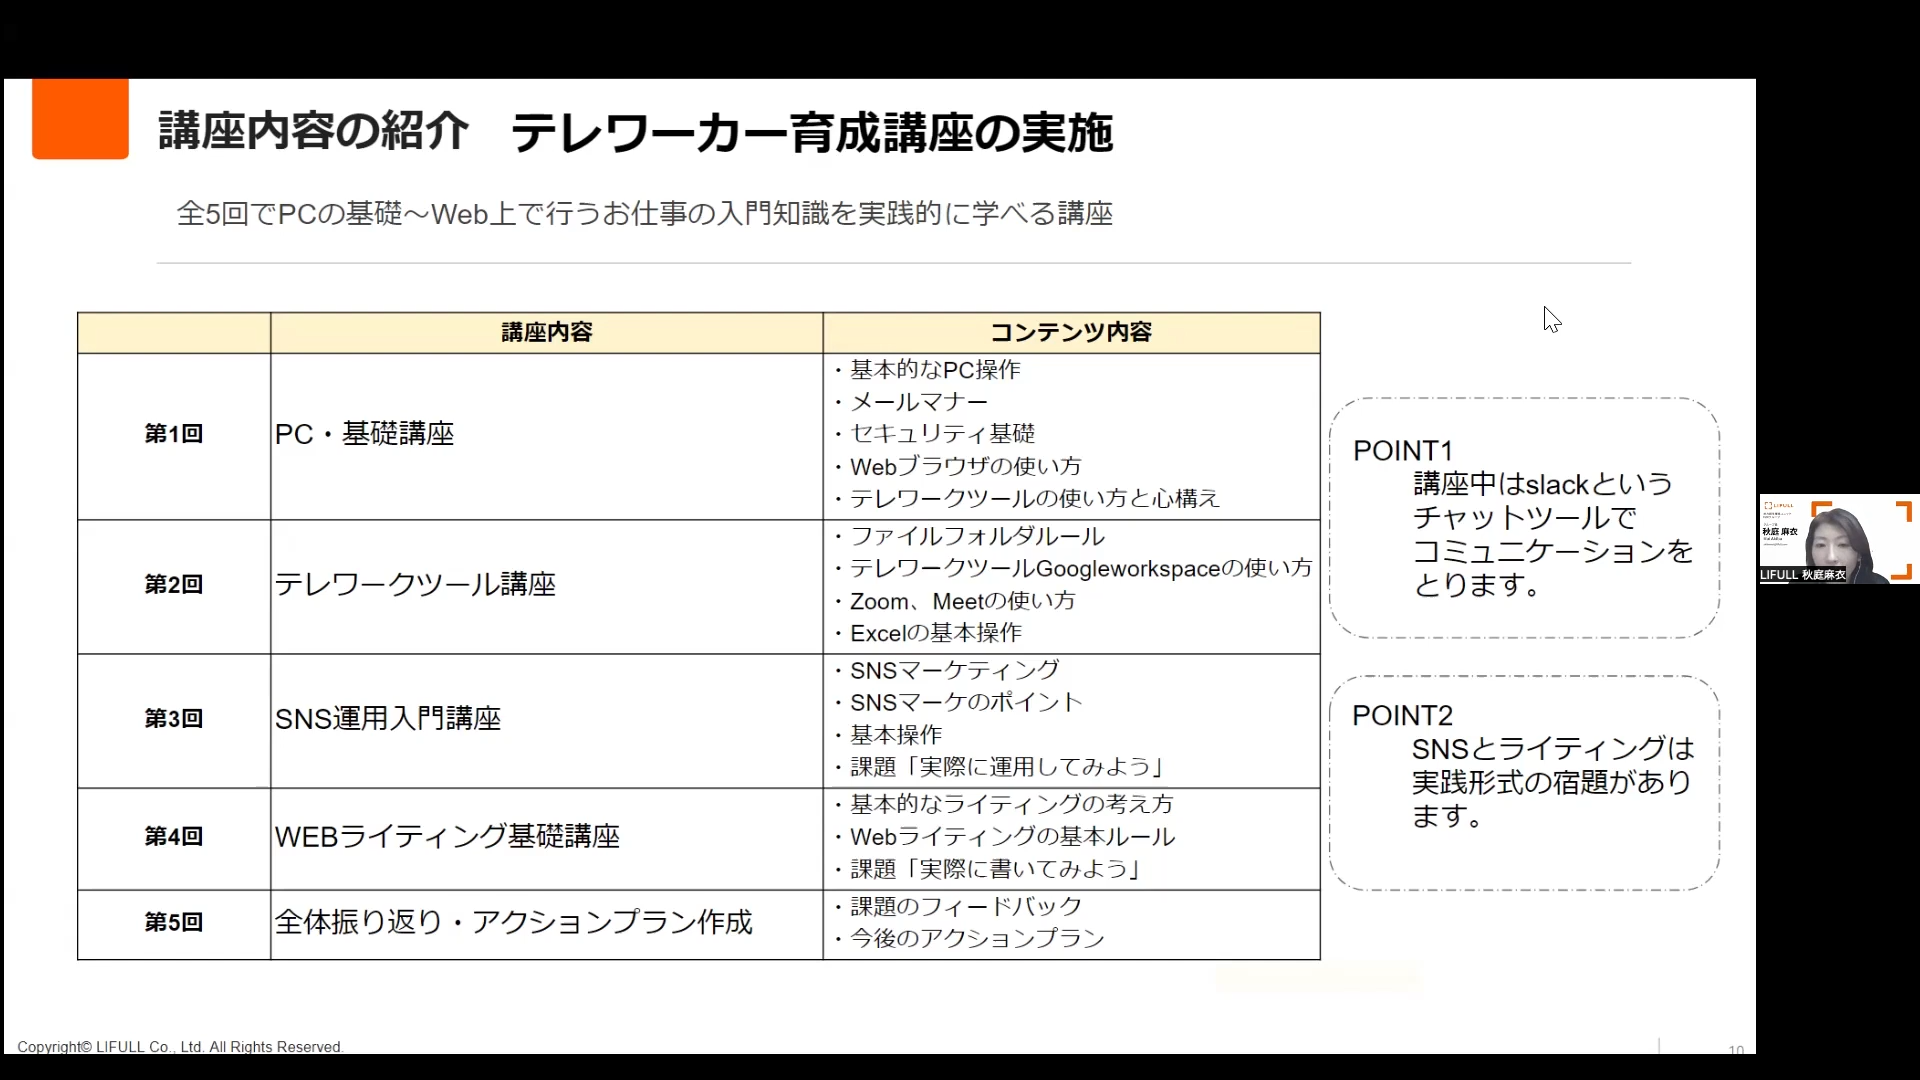 講座内容の紹介　テレワーカー育成講座の実施
全5回でPCの基礎～Web上で行うお仕事の入門知識を実践的に学べる講座
講座内容
コンテンツ内容
第1回
PC・基礎講座
・基本的なPC操作
・メールマナー
・セキュリティ基礎
・Webブラウザの使い方
・テレワークツールの使い方と心構え
第2回
テレワークツール講座
・ファイルフォルダルール
・テレワークツールGoogleworkspaceの使い方
・Zoom、Meetの使い方
・Excelの基本操作
第3回
SNS運用入門講座
・SNSマーケティング
・SNSマーケのポイント
・基本操作
・課題「実際に運用してみよう」
第4回
WEBライティング基礎講座
・基本的なライティングの考え方
・Webライティングの基本ルール
・課題「実際に書いてみよう」
第5回
全体振り返り・アクションプラン作成
・課題のフィードバック
・今後のアクションプラン
POINT1
講座中はslackという
チャットツールで
コミュニケーションを
とります。
POINT2
SNSとライティングは
実践形式の宿題があり
ます。
LIFULL
秋庭 麻衣
LIFULL 秋庭麻衣
Copyright© LIFULL Co., Ltd. All Rights Reserved.
10